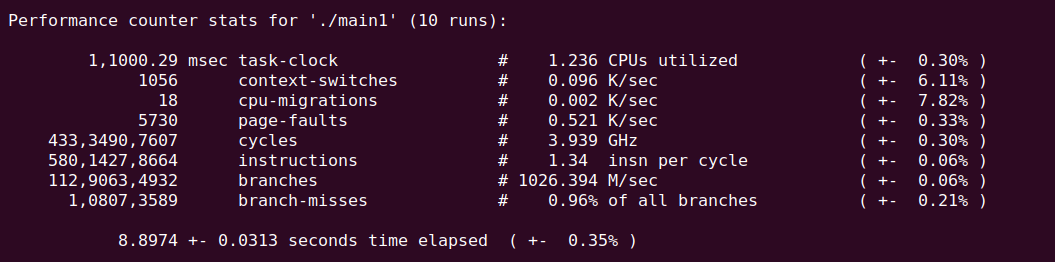 Performance counter stats for './main1' (10 runs):
1,1000.29 msec task-clock # 1.236 CPUs utilized ( +- 0.30% )
1056 context-switches # 0.096 K/sec ( +- 6.11% )
18 cpu-migrations # 0.002 K/sec ( +- 7.82% )
5730 page-faults # 0.521 K/sec ( +- 0.33% )
433,3490,7607 cycles # 3.939 GHz ( +- 0.30% )
580,1427,8664 instructions # 1.34 insn per cycle ( +- 0.06% )
112,9063,4932 branches # 1026.394 M/sec ( +- 0.06% )
1,0807,3589 branch-misses # 0.96% of all branches ( +- 0.21% )
8.8974 +- 0.0313 seconds time elapsed ( +- 0.35% )